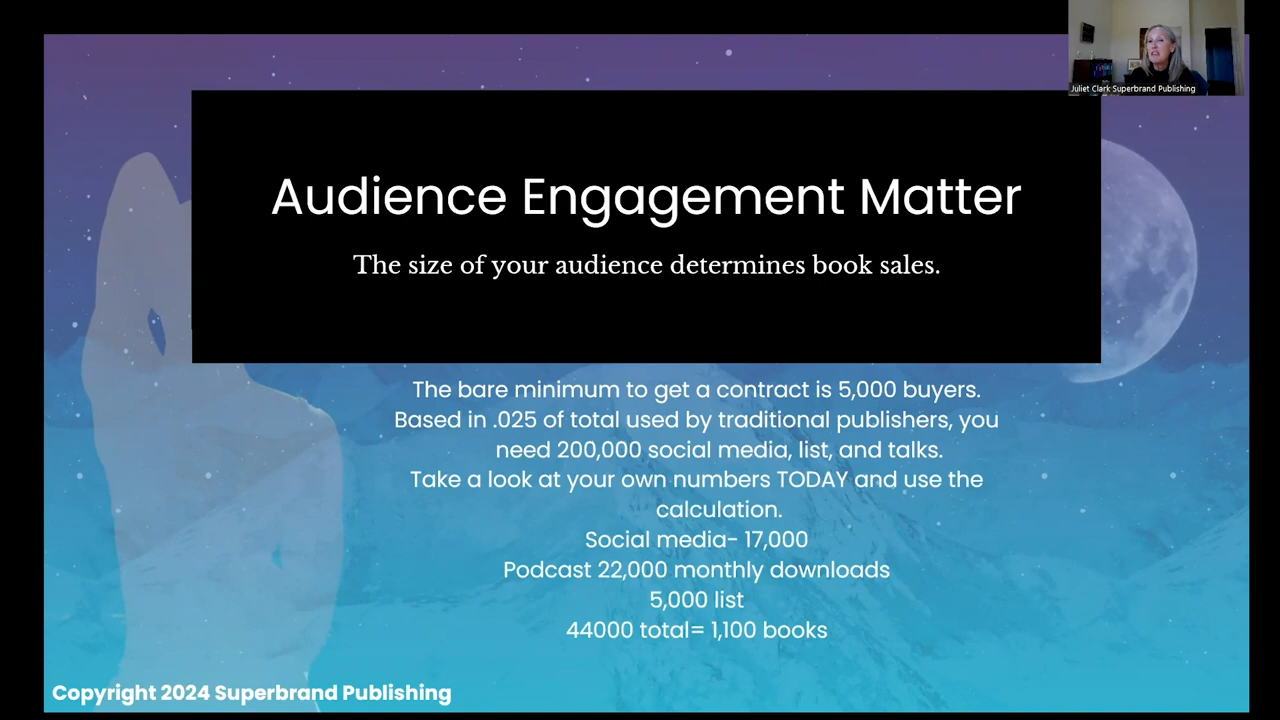 Juliet Clark Superbrand Publishing
Audience Engagement Matter
The size of your audience determines book sales.
The bare minimum to get a contract is 5,000 buyers.
Based in .025 of total used by traditional publishers, you
need 200,000 social media, list, and talks.
Take a look at your own numbers TODAY and use the
calculation.
Social media- 17,000
Podcast 22,000 monthly downloads
5,000 list
44000 total= 1,100 books
Copyright 2024 Superbrand Publishing